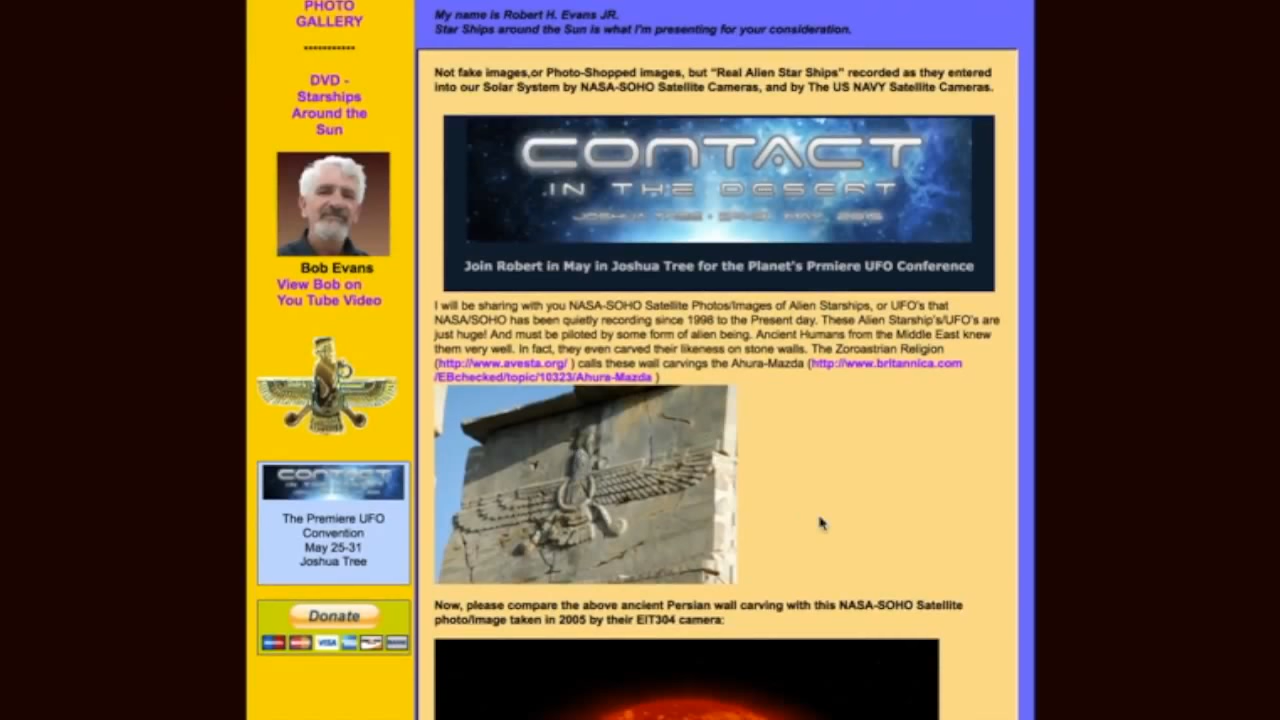 PHOTO
GALLERY
-----------
DVD -
Starships
Around the
Sun
Bob Evans
View Bob on
You Tube Video
CONTACT
IN THE DESERT
The Premiere UFO
Convention
May 25-31
Joshua Tree
Donate
VISA
My name is Robert H. Evans JR.
Star Ships around the Sun is what I'm presenting for your consideration.
Not fake images,or Photo-Shopped images, but "Real Alien Star Ships" recorded as they entered
into our Solar System by NASA-SOHO Satellite Cameras, and by The US NAVY Satellite Cameras.
CONTACT
IN THE DESERT
JOSHUA TREE • MAY, 2015
Join Robert in May in Joshua Tree for the Planet's Prmiere UFO Conference
I will be sharing with you NASA-SOHO Satellite Photos/Images of Alien Starships, or UFO's that
NASA/SOHO has been quietly recording since 1998 to the Present day. These Alien Starship's/UFO's are
just huge! And must be piloted by some form of alien being. Ancient Humans from the Middle East knew
them very well. In fact, they even carved their likeness on stone walls. The Zoroastrian Religion
(http://www.avesta.org/ ) calls these wall carvings the Ahura-Mazda (http://www.britannica.com
/EBchecked/topic/10323/Ahura-Mazda )
Now, please compare the above ancient Persian wall carving with this NASA-SOHO Satellite
photo/Image taken in 2005 by their EIT304 camera: